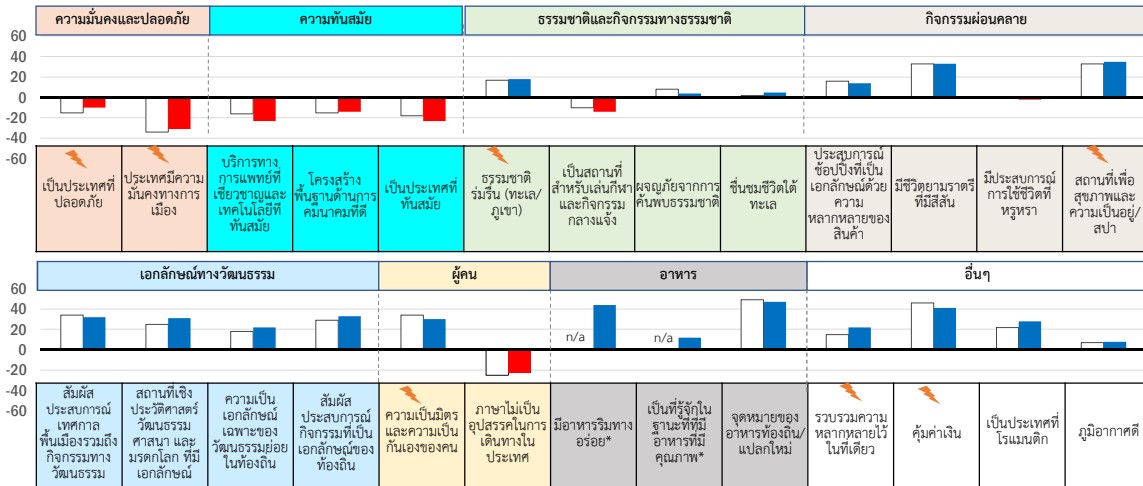 ความมั่นคงและปลอดภัย
ความทันสมัย
ธรรมชาติและกิจกรรมทางธรรมชาติ
กิจกรรมผ่อนคลาย
60
40
20
0
-20
-40
-60
เป็นประเทศที่
ปลอดภัย
ประเทศมีความ
มั่นคงทางการ
เมือง
บริการทาง
การแพทย์ที่
เชี่ยวชาญและ
เทคโนโลยีที่
ทันสมัย
โครงสร้าง
พื้นฐานด้านการ
คมนาคมที่ดี
เป็นประเทศที่
ทันสมัย
ธรรมชาติ
ร่มรื่น (ทะเล/
ภูเขา)
เป็นสถานที่
สำหรับเล่นกีฬา
และกิจกรรม
กลางแจ้ง
ผจญภัยจากการ
ค้นพบธรรมชาติ
ชื่นชมชีวิตใต้
ทะเล
ประสบการณ์
ช้อปปิ้งที่เป็น
เอกลักษณ์ด้วย
ความ
หลากหลายของ
สินค้า
มีชีวิตยามราตรี
ที่มีสีสัน
มีประสบการณ์
การใช้ชีวิตที่
หรูหรา
สถานที่เพื่อ
สุขภาพและ
ความเป็นอยู่/
สปา
เอกลักษณ์ทางวัฒนธรรม
ผู้คน
อาหาร
อื่นๆ
60
40
20
0
-20
-40
-60
n/a
n/a
สัมผัส
ประสบการณ์
เทศกาล
พื้นเมืองรวมถึง
กิจกรรมทาง
วัฒนธรรม
สถานที่เชิง
ประวัติศาสตร์
วัฒนธรรม
ศาสนา และ
มรดกโลก ที่มี
เอกลักษณ์
ความเป็น
เอกลักษณ์
เฉพาะของ
วัฒนธรรมย่อย
ในท้องถิ่น
สัมผัส
ประสบการณ์
กิจกรรมที่เป็น
เอกลักษณ์ของ
ท้องถิ่น
ความเป็นมิตร
และความเป็น
กันเองของคน
ภาษาไม่เป็น
อุปสรรคในการ
เดินทางใน
ประเทศ
มีอาหารริมทาง
อร่อย*
เป็นที่รู้จักใน
ฐานะที่ที่มี
อาหารที่มี
คุณภาพ*
จุดหมายของ
อาหารท้องถิ่น/
แปลกใหม่
รวบรวมความ
หลากหลายไว้
ในที่เดียว
คุ้มค่าเงิน
เป็นประเทศที่
โรแมนติก
ภูมิอากาศดี